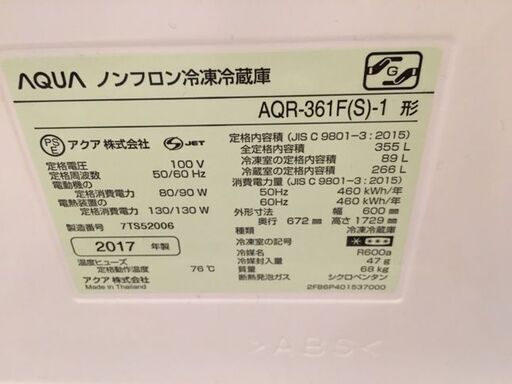 AQUA ノンフロン冷凍冷蔵庫
G
AQR-361F(S)-1 形
PS
E
アクア株式会社
S JET
定格電圧 100 V
定格周波数 50/60 Hz
電動機の
定格消費電力 80/90 W
電熱装置の
定格消費電力 130/130 W
製造番号 7TS52006
2017 年製
温度ヒューズ
定格動作温度 76℃
アクア株式会社
Made in Thailand
定格内容積 (JIS C 9801-3 : 2015)
全定格内容積 355 L
冷凍室の定格内容積 89 L
冷蔵室の定格内容積 266 L
消費電力量 (JIS C 9801-3 : 2015)
50Hz 460 kWh/年
60Hz 460 kWh/年
外形寸法 幅 600 mm
奥行 672 mm 高さ 1729 mm
種類 冷凍冷蔵庫
冷凍室の記号
冷媒名 R600a
冷媒封入量 47 g
質量 68 kg
断熱発泡ガス シクロペンタン
2FB6P401537000
>ABS<